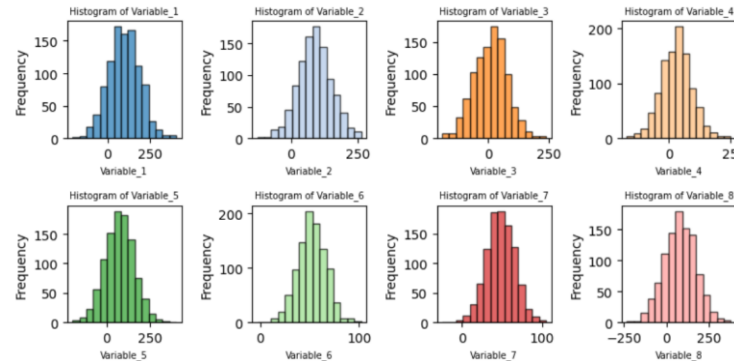 Histogram of Variable_1
Histogram of Variable_2
Histogram of Variable_3
Histogram of Variable_4
Frequency
150
100
50
0
0
250
Variable_1
Frequency
150
100
50
0
0
250
Variable_2
Frequency
150
100
50
0
0
250
Variable_3
Frequency
200
100
0
0
Variable_4
Histogram of Variable_5
Histogram of Variable_6
Histogram of Variable_7
Histogram of Variable_8
Frequency
150
100
50
0
0
250
Variable_5
Frequency
200
100
0
0
100
Variable_6
Frequency
150
100
50
0
0
100
Variable_7
Frequency
150
100
50
0
−250
0
250
Variable_8